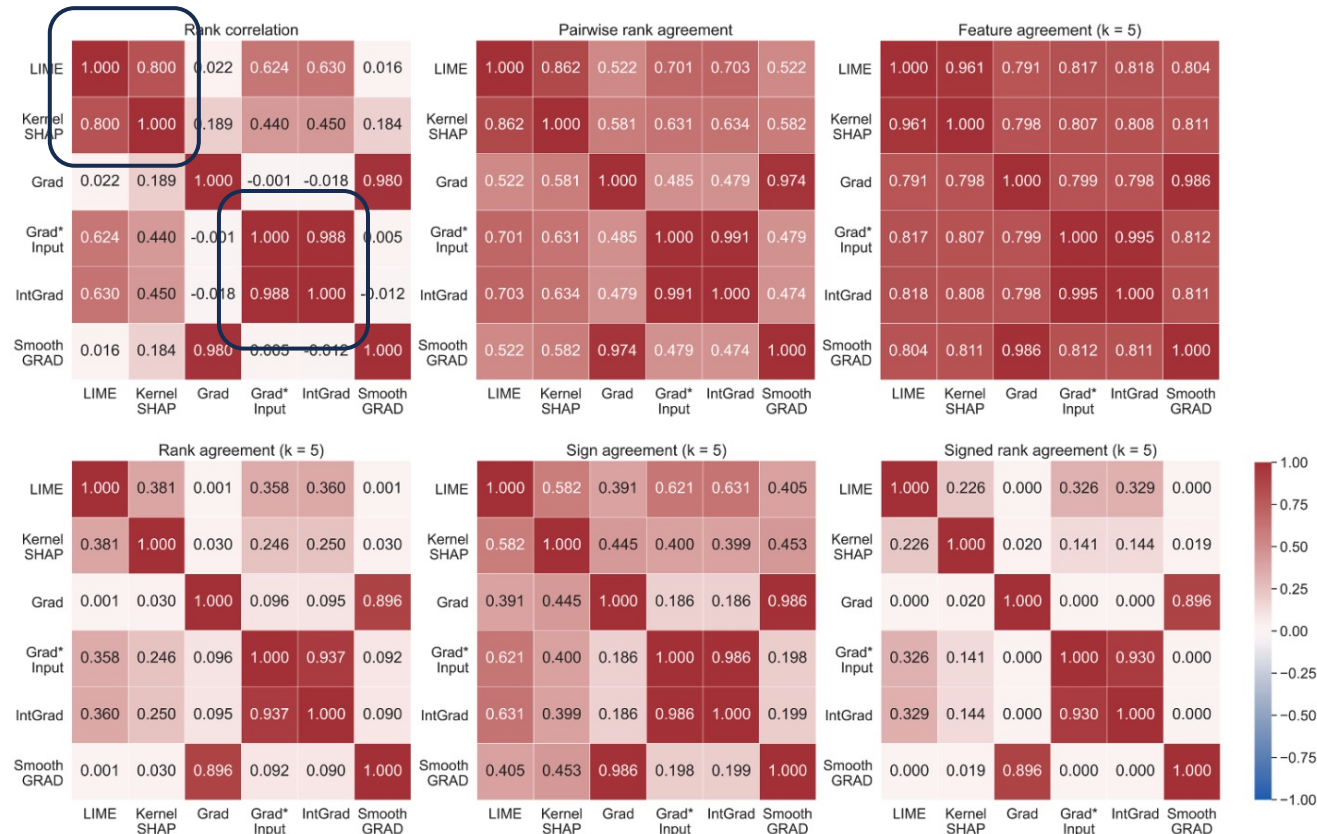 Rank correlation
LIME 1.000 0.800 0.022 0.624 0.630 0.016
Kernel SHAP 0.800 1.000 0.189 0.440 0.450 0.184
Grad 0.022 0.189 1.000 -0.001 -0.018 0.980
Grad* Input 0.624 0.440 -0.001 1.000 0.988 0.005
IntGrad 0.630 0.450 -0.018 0.988 1.000 -0.012
Smooth GRAD 0.016 0.184 0.980 0.005 -0.012 1.000
LIME Kernel SHAP Grad Grad* Input IntGrad Smooth GRAD
Pairwise rank agreement
LIME 1.000 0.862 0.522 0.701 0.703 0.522
Kernel SHAP 0.862 1.000 0.581 0.631 0.634 0.582
Grad 0.522 0.581 1.000 0.485 0.479 0.974
Grad* Input 0.701 0.631 0.485 1.000 0.991 0.479
IntGrad 0.703 0.634 0.479 0.991 1.000 0.474
Smooth GRAD 0.522 0.582 0.974 0.479 0.474 1.000
LIME Kernel SHAP Grad Grad* Input IntGrad Smooth GRAD
Feature agreement (k = 5)
LIME 1.000 0.961 0.791 0.817 0.818 0.804
Kernel SHAP 0.961 1.000 0.798 0.807 0.808 0.811
Grad 0.791 0.798 1.000 0.799 0.798 0.986
Grad* Input 0.817 0.807 0.799 1.000 0.995 0.812
IntGrad 0.818 0.808 0.798 0.995 1.000 0.811
Smooth GRAD 0.804 0.811 0.986 0.812 0.811 1.000
LIME Kernel SHAP Grad Grad* Input IntGrad Smooth GRAD
Rank agreement (k = 5)
LIME 1.000 0.381 0.001 0.358 0.360 0.001
Kernel SHAP 0.381 1.000 0.030 0.246 0.250 0.030
Grad 0.001 0.030 1.000 0.096 0.095 0.896
Grad* Input 0.358 0.246 0.096 1.000 0.937 0.092
IntGrad 0.360 0.250 0.095 0.937 1.000 0.090
Smooth GRAD 0.001 0.030 0.896 0.092 0.090 1.000
LIME Kernel SHAP Grad Grad* Input IntGrad Smooth GRAD
Sign agreement (k = 5)
LIME 1.000 0.582 0.391 0.621 0.631 0.405
Kernel SHAP 0.582 1.000 0.445 0.400 0.399 0.453
Grad 0.391 0.445 1.000 0.186 0.186 0.986
Grad* Input 0.621 0.400 0.186 1.000 0.986 0.198
IntGrad 0.631 0.399 0.186 0.986 1.000 0.199
Smooth GRAD 0.405 0.453 0.986 0.198 0.199 1.000
LIME Kernel SHAP Grad Grad* Input IntGrad Smooth GRAD
Signed rank agreement (k = 5)
LIME 1.000 0.226 0.000 0.326 0.329 0.000
Kernel SHAP 0.226 1.000 0.020 0.141 0.144 0.019
Grad 0.000 0.020 1.000 0.000 0.000 0.896
Grad* Input 0.326 0.141 0.000 1.000 0.930 0.000
IntGrad 0.329 0.144 0.000 0.930 1.000 0.000
Smooth GRAD 0.000 0.019 0.896 0.000 0.000 1.000
LIME Kernel SHAP Grad Grad* Input IntGrad Smooth GRAD
1.00
0.75
0.50
0.25
0.00
−0.25
−0.50
−0.75
−1.00